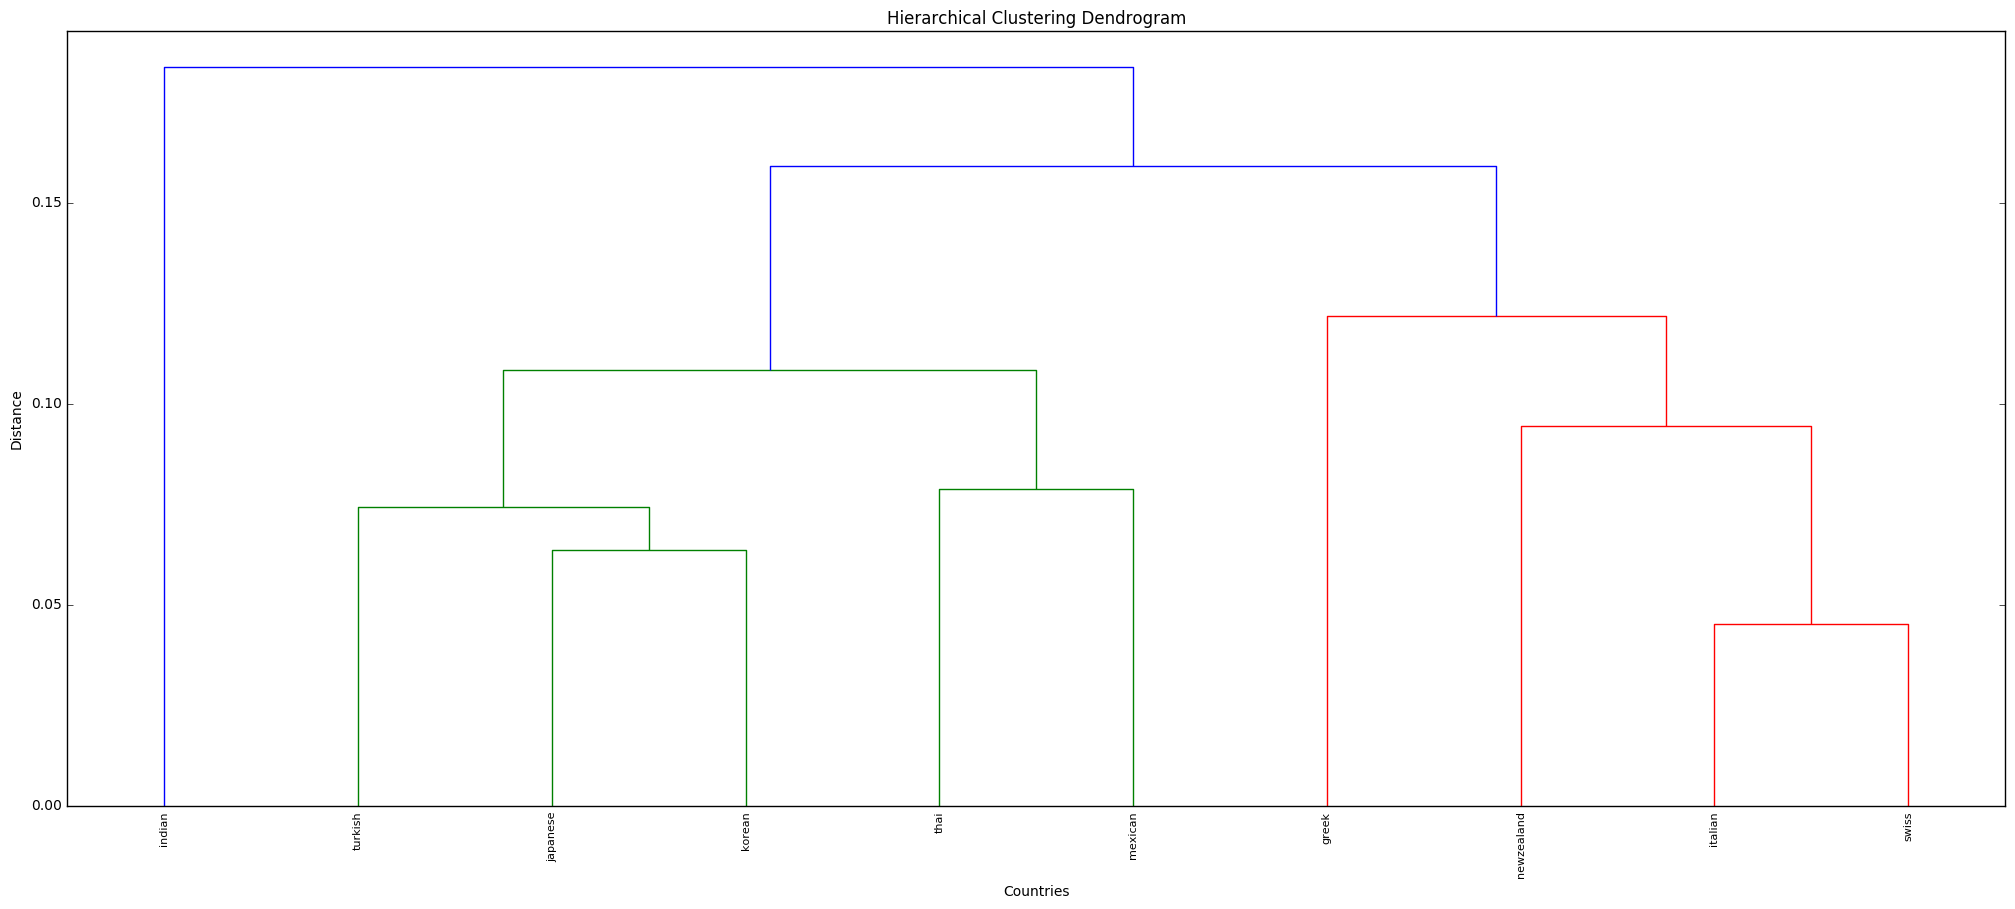 Hierarchical Clustering Dendrogram
0.15
0.10
0.05
0.00
Distance
indian
turkish
japanese
korean
thai
mexican
greek
newzealand
italian
swiss
Countries